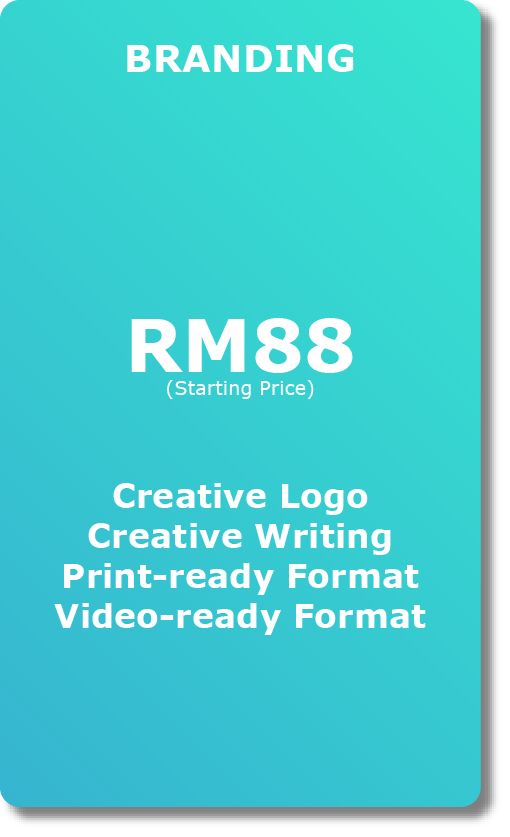 BRANDING
RM88
(Starting Price)
Creative Logo
Creative Writing
Print-ready Format
Video-ready Format